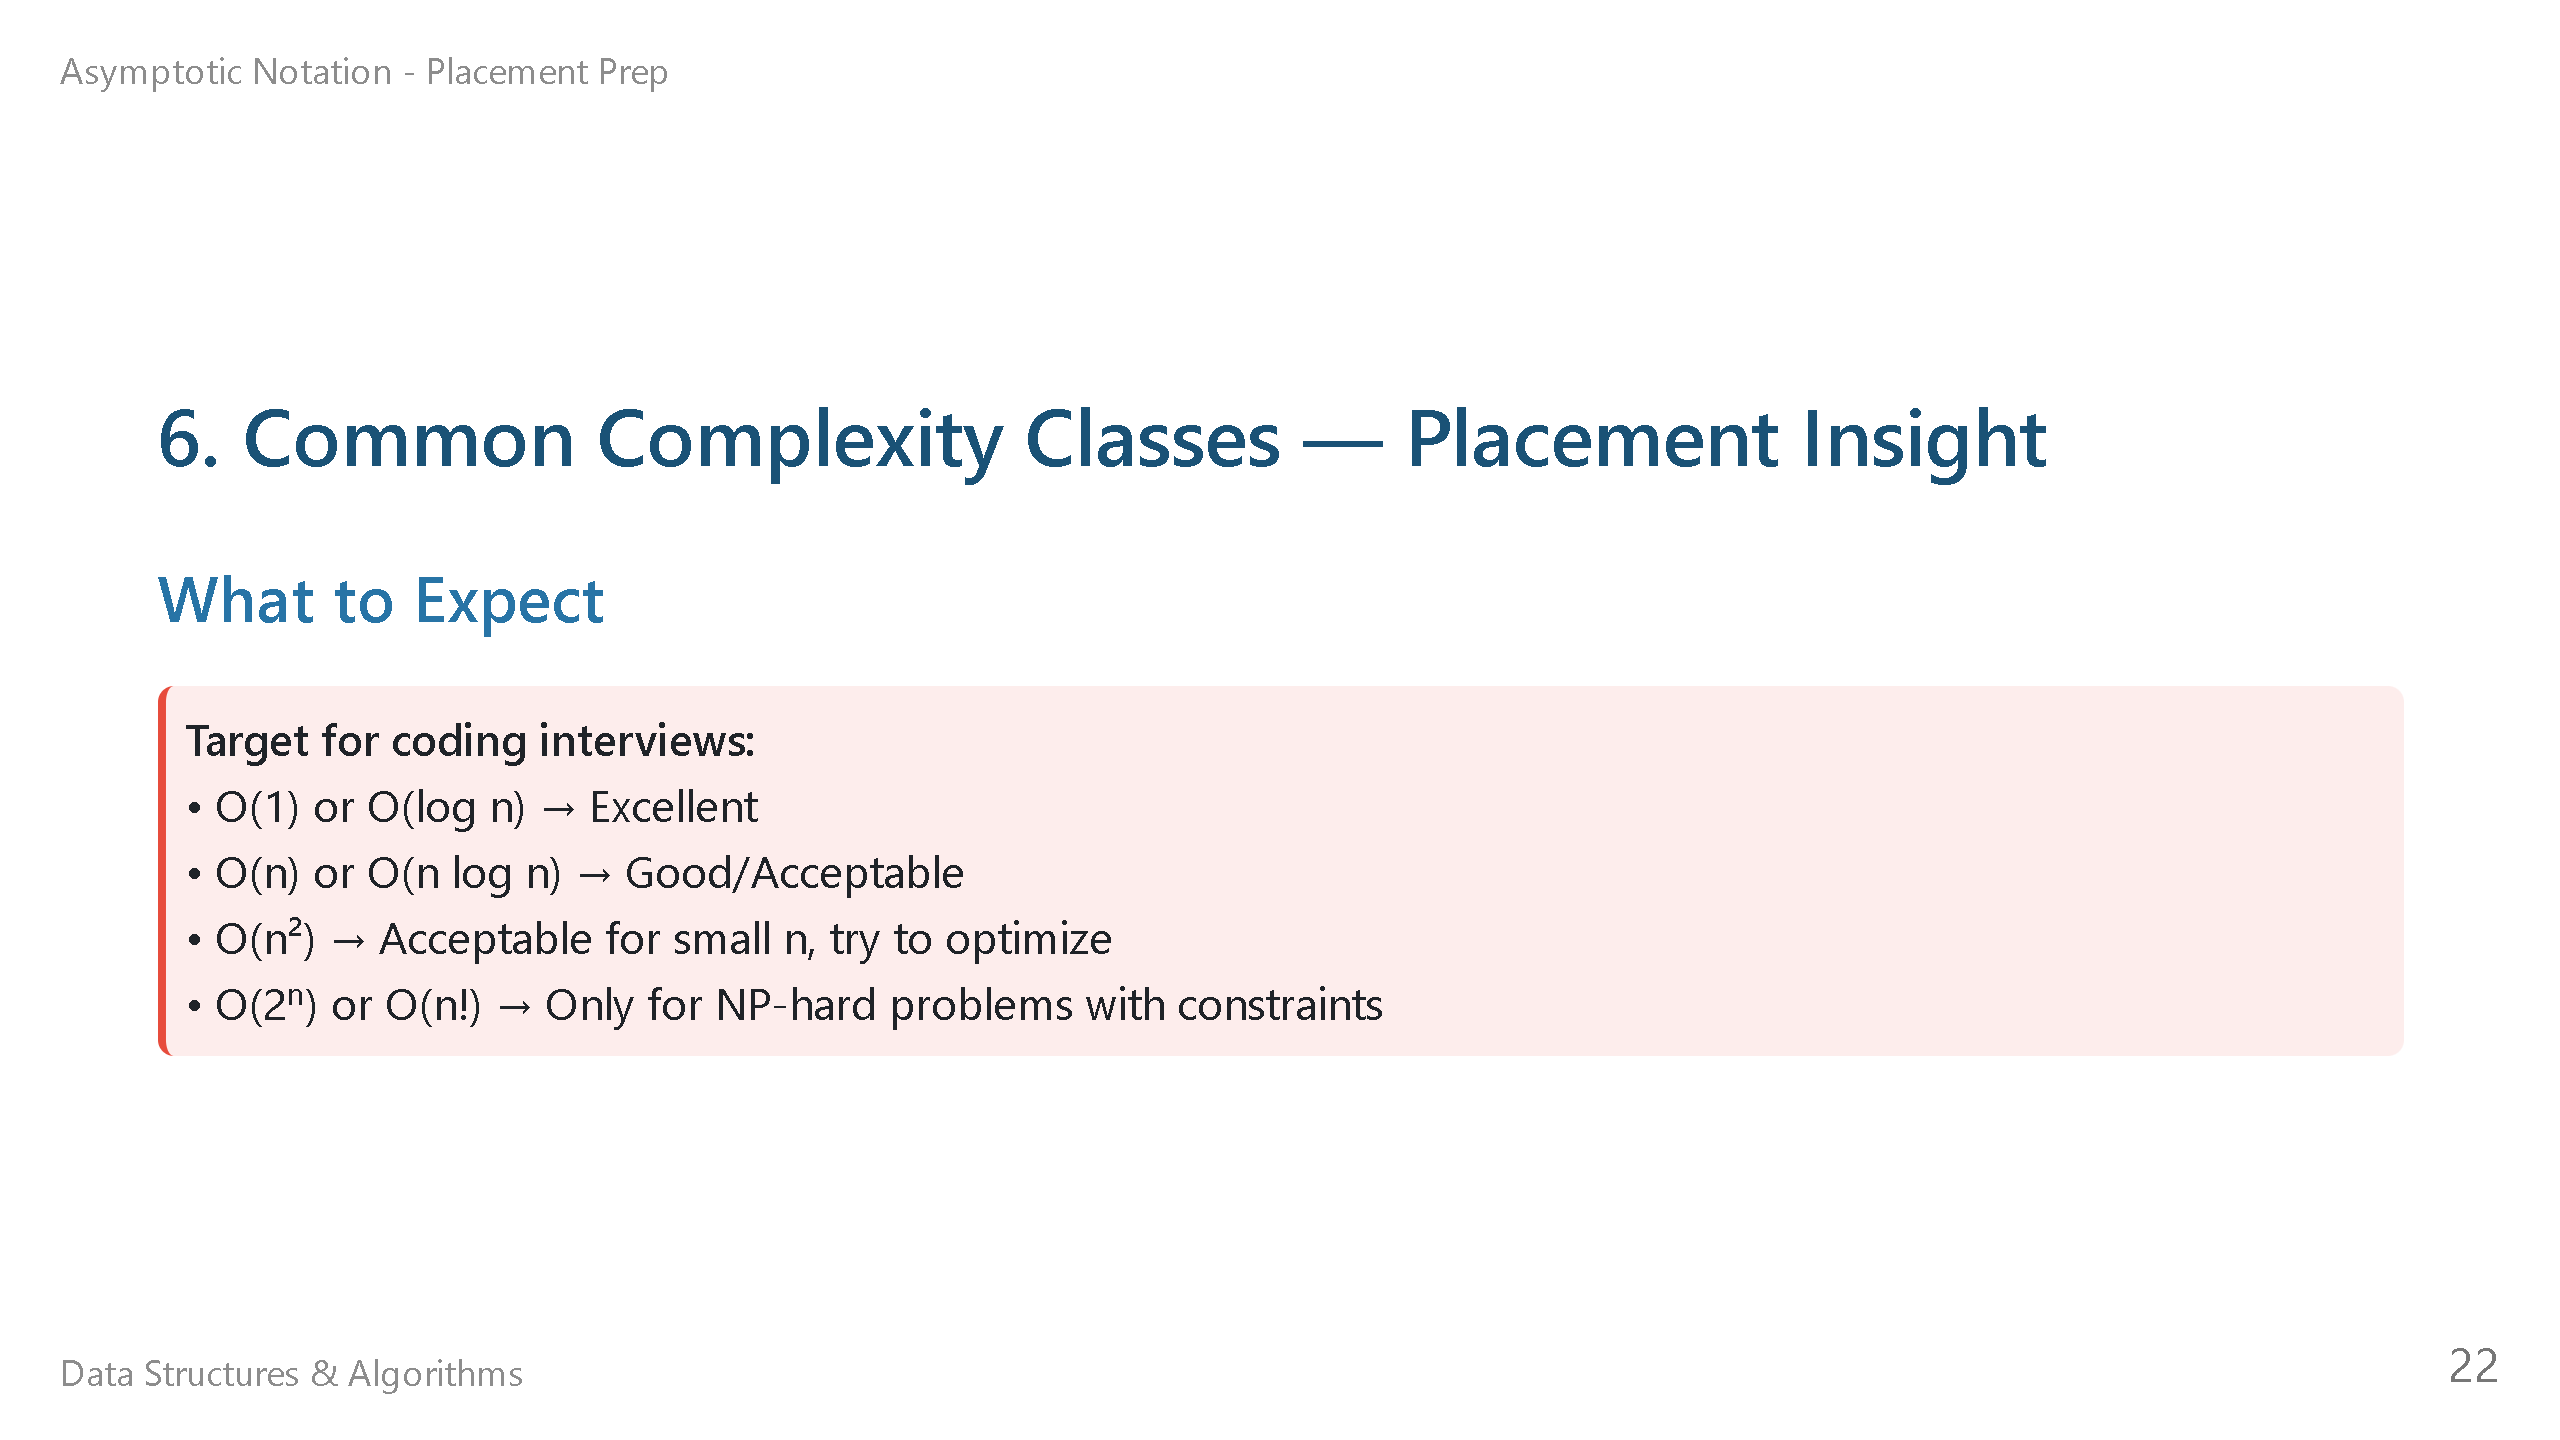 Asymptotic Notation - Placement Prep
6. Common Complexity Classes — Placement Insight
What to Expect
Target for coding interviews:
• O(1) or O(log n) → Excellent
• O(n) or O(n log n) → Good/Acceptable
• O(n²) → Acceptable for small n, try to optimize
• O(2ⁿ) or O(n!) → Only for NP-hard problems with constraints
Data Structures & Algorithms
22